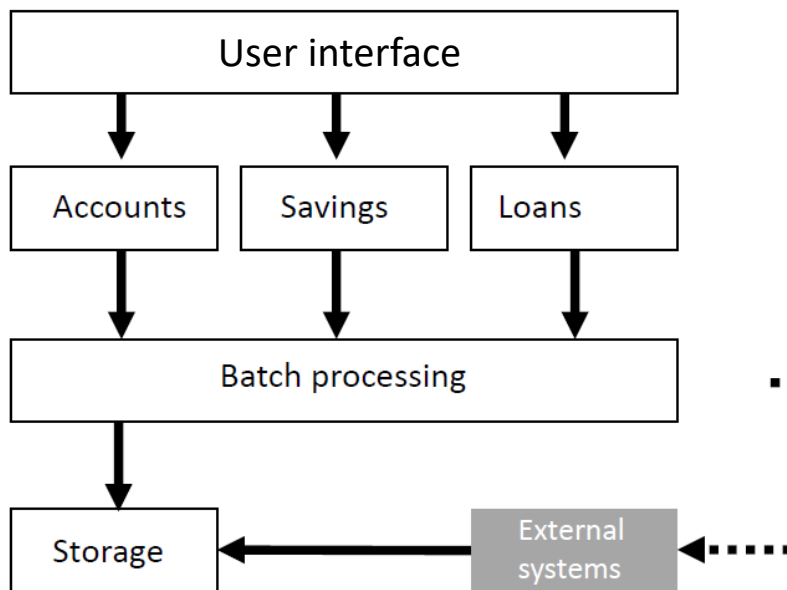 User interface
Accounts
Savings
Loans
Batch processing
Storage
External
systems